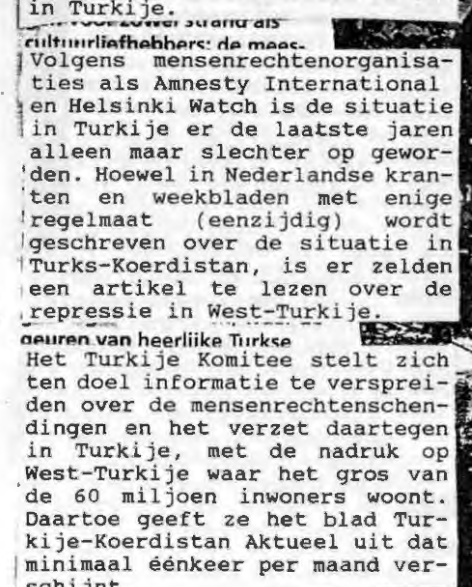 in Turkije.
cultuurliefhebbers: de mees-
Volgens mensenrechtenorganisa-
ties als Amnesty International
en Helsinki Watch is de situatie
in Turkije er de laatste jaren
alleen maar slechter op gewor-
den. Hoewel in Nederlandse kran-
ten en weekbladen met enige
regelmaat (eenzijdig) wordt
geschreven over de situatie in
Turks-Koerdistan, is er zelden
een artikel te lezen over de
repressie in West-Turkije.
geuren van heerlijke Turkse
Het Turkije Komitee stelt zich
ten doel informatie te versprei-
den over de mensenrechtenschen-
dingen en het verzet daartegen
in Turkije, met de nadruk op
West-Turkije waar het gros van
de 60 miljoen inwoners woont.
Daartoe geeft ze het blad Tur-
kije-Koerdistan Aktueel uit dat
minimaal éénkeer per maand ver-
schijnt.